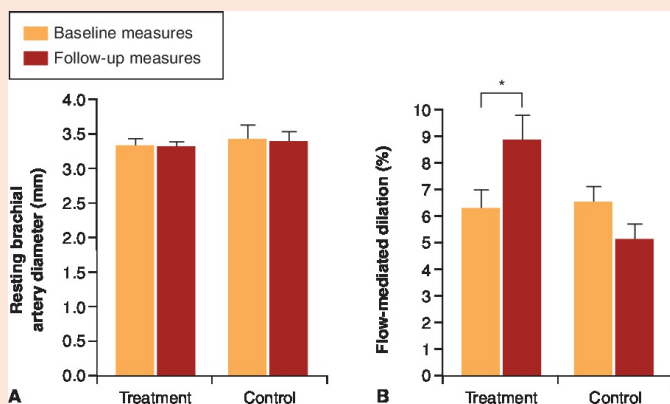 Baseline measures
Follow-up measures
Resting brachial
artery diameter (mm)
4.0
3.5
3.0
2.5
2.0
1.5
1.0
0.5
0.0
A
Treatment
Control
Flow-mediated dilation (%)
10
9
8
7
6
5
4
3
2
1
0
*
B
Treatment
Control